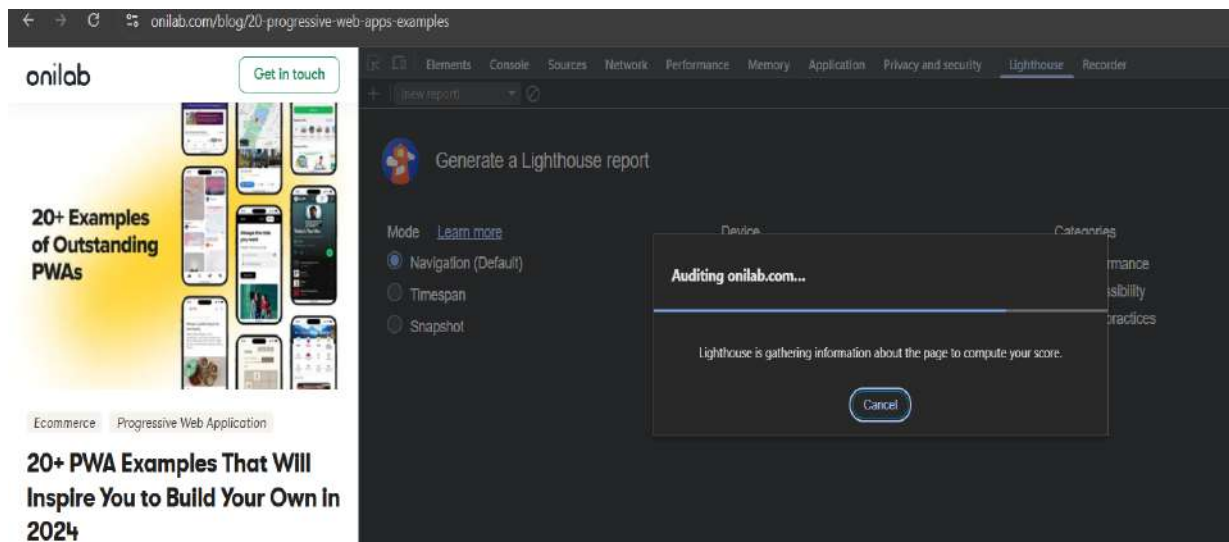 onilab.com/blog/20-progressive-web-apps-examples
onilab
Get in touch
20+ Examples
of Outstanding
PWAs
Ecommerce Progressive Web Application
20+ PWA Examples That Will
Inspire You to Build Your Own in
2024
Elements Console Sources Network Performance Memory Application Privacy and security Lighthouse Recorder
(new report)
Generate a Lighthouse report
Mode Learn more Device Categories
Navigation (Default)
Timespan
Snapshot
rmance
ssibility
practices
Auditing onilab.com...
Lighthouse is gathering information about the page to compute your score.
Cancel